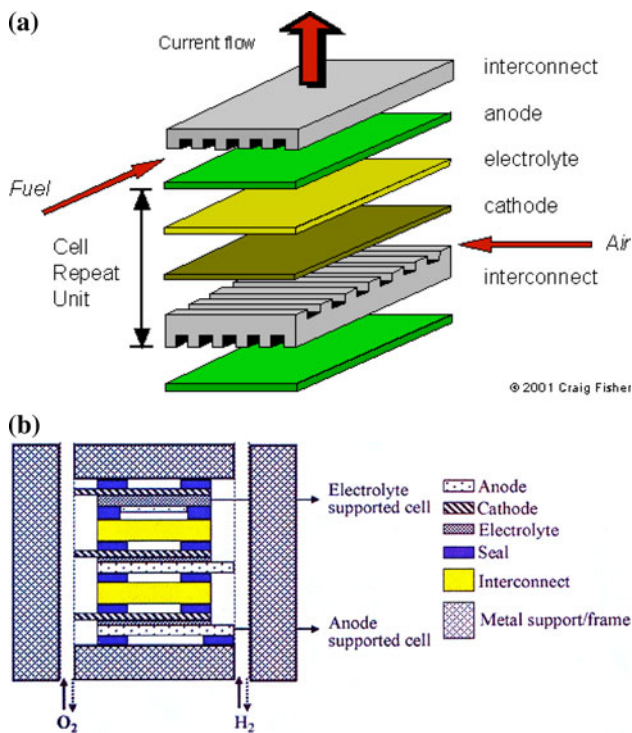 (a)
Current flow
interconnect
anode
electrolyte
cathode
Fuel
Air
Cell
Repeat
Unit
interconnect
© 2001 Craig Fisher
(b)
Electrolyte
supported cell
Anode
supported cell
Anode
Cathode
Electrolyte
Seal
Interconnect
Metal support/frame
O2
H2